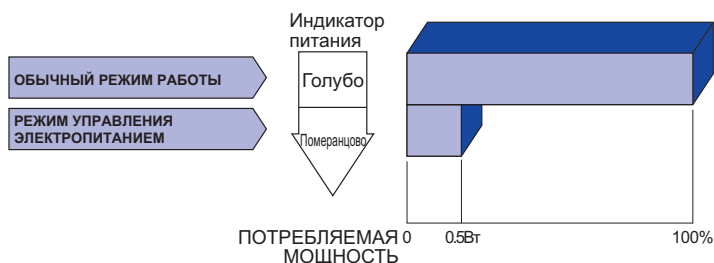 Индикатор
питания
ОБЫЧНЫЙ РЕЖИМ РАБОТЫ
Голубо
РЕЖИМ УПРАВЛЕНИЯ
ЭЛЕКТРОПИТАНИЕМ
Померанцово
ПОТРЕБЛЯЕМАЯ
МОЩНОСТЬ
0
0.5Вт
100%